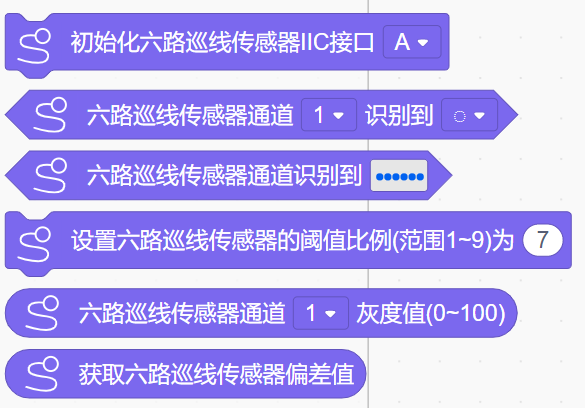 初始化六路巡线传感器IIC接口 A
六路巡线传感器通道 1 识别到
六路巡线传感器通道识别到
设置六路巡线传感器的阈值比例(范围1~9)为 7
六路巡线传感器通道 1 灰度值(0~100)
获取六路巡线传感器偏差值